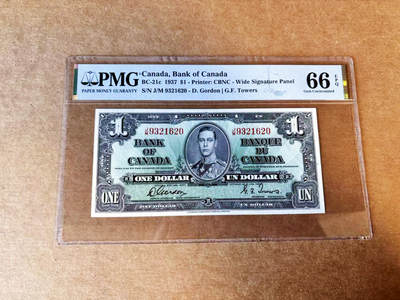 PMG
PAPER MONEY GUARANTY
Canada, Bank of Canada
BC-21c 1937 $1 - Printer: CBNC - Wide Signature Panel
S/N J/M 9321620 - D. Gordon | G.F. Towers
66 EPQ
Gem Uncirculated
1
J/M 9321620
J/M 9321620
1
BANK
OF
CANADA
BANQUE
DU
CANADA
ONE DOLLAR
UN DOLLAR
ONE
D. Gordon
G.F. Towers
UN